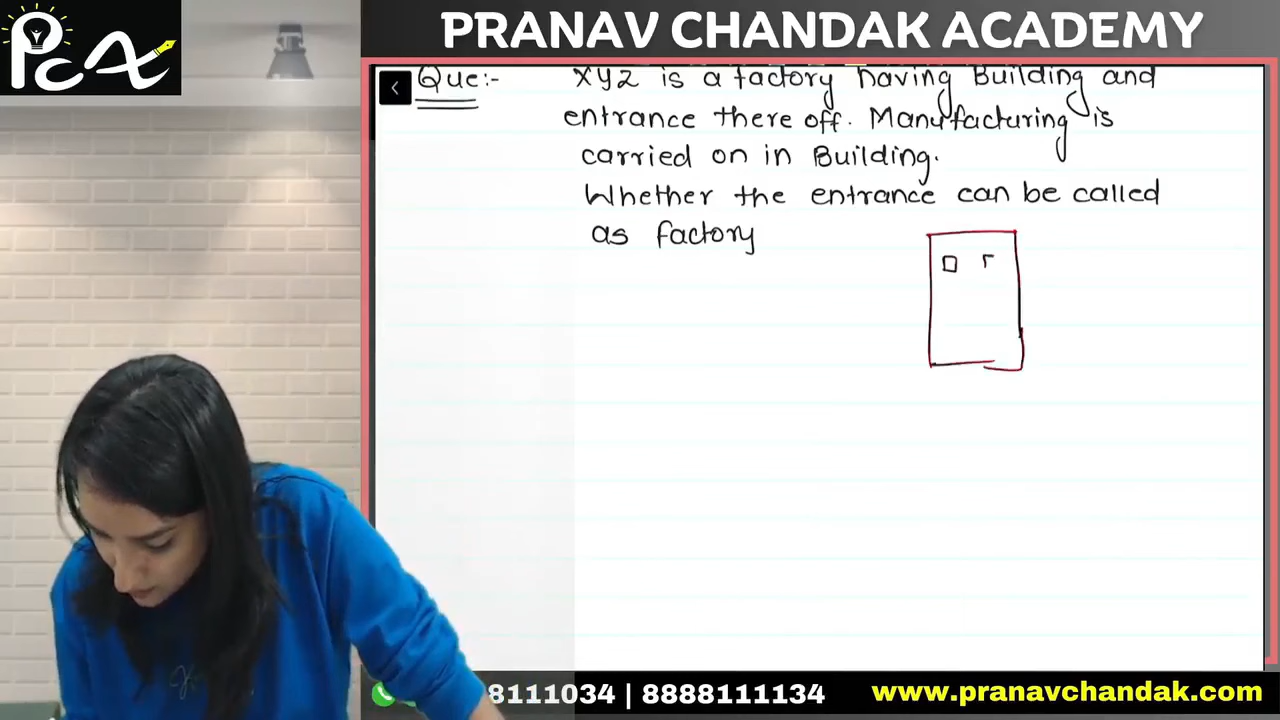 PCA
PRANAV CHANDAK ACADEMY
Que:- XYZ is a factory having Building and
entrance there off. Manufacturing is
carried on in Building.
Whether the entrance can be called
as factory
8111034 | 8888111134
www.pranavchandak.com